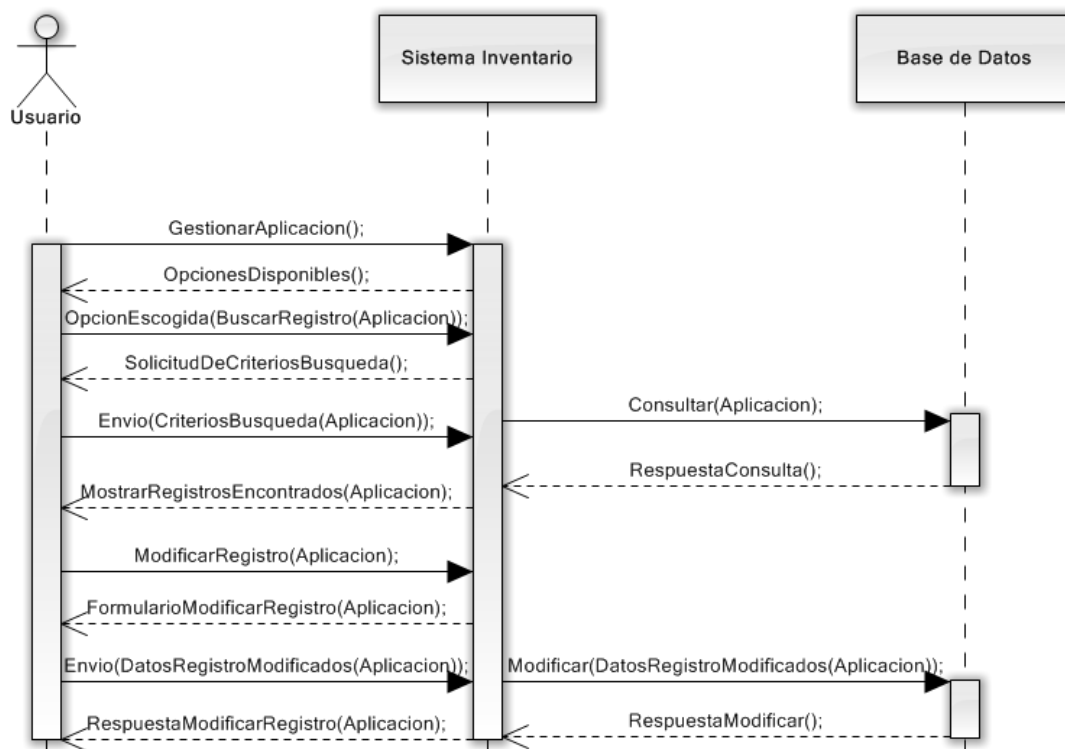 Sistema Inventario
Base de Datos
Usuario
GestionarAplicacion();
OpcionesDisponibles();
OpcionEscogida(BuscarRegistro(Aplicacion));
SolicitudDeCriteriosBusqueda();
Envio(CriteriosBusqueda(Aplicacion));
Consultar(Aplicacion);
RespuestaConsulta();
MostrarRegistrosEncontrados(Aplicacion);
ModificarRegistro(Aplicacion);
FormularioModificarRegistro(Aplicacion);
Envio(DatosRegistroModificados(Aplicacion));
Modificar(DatosRegistroModificados(Aplicacion));
RespuestaModificarRegistro(Aplicacion);
RespuestaModificar();